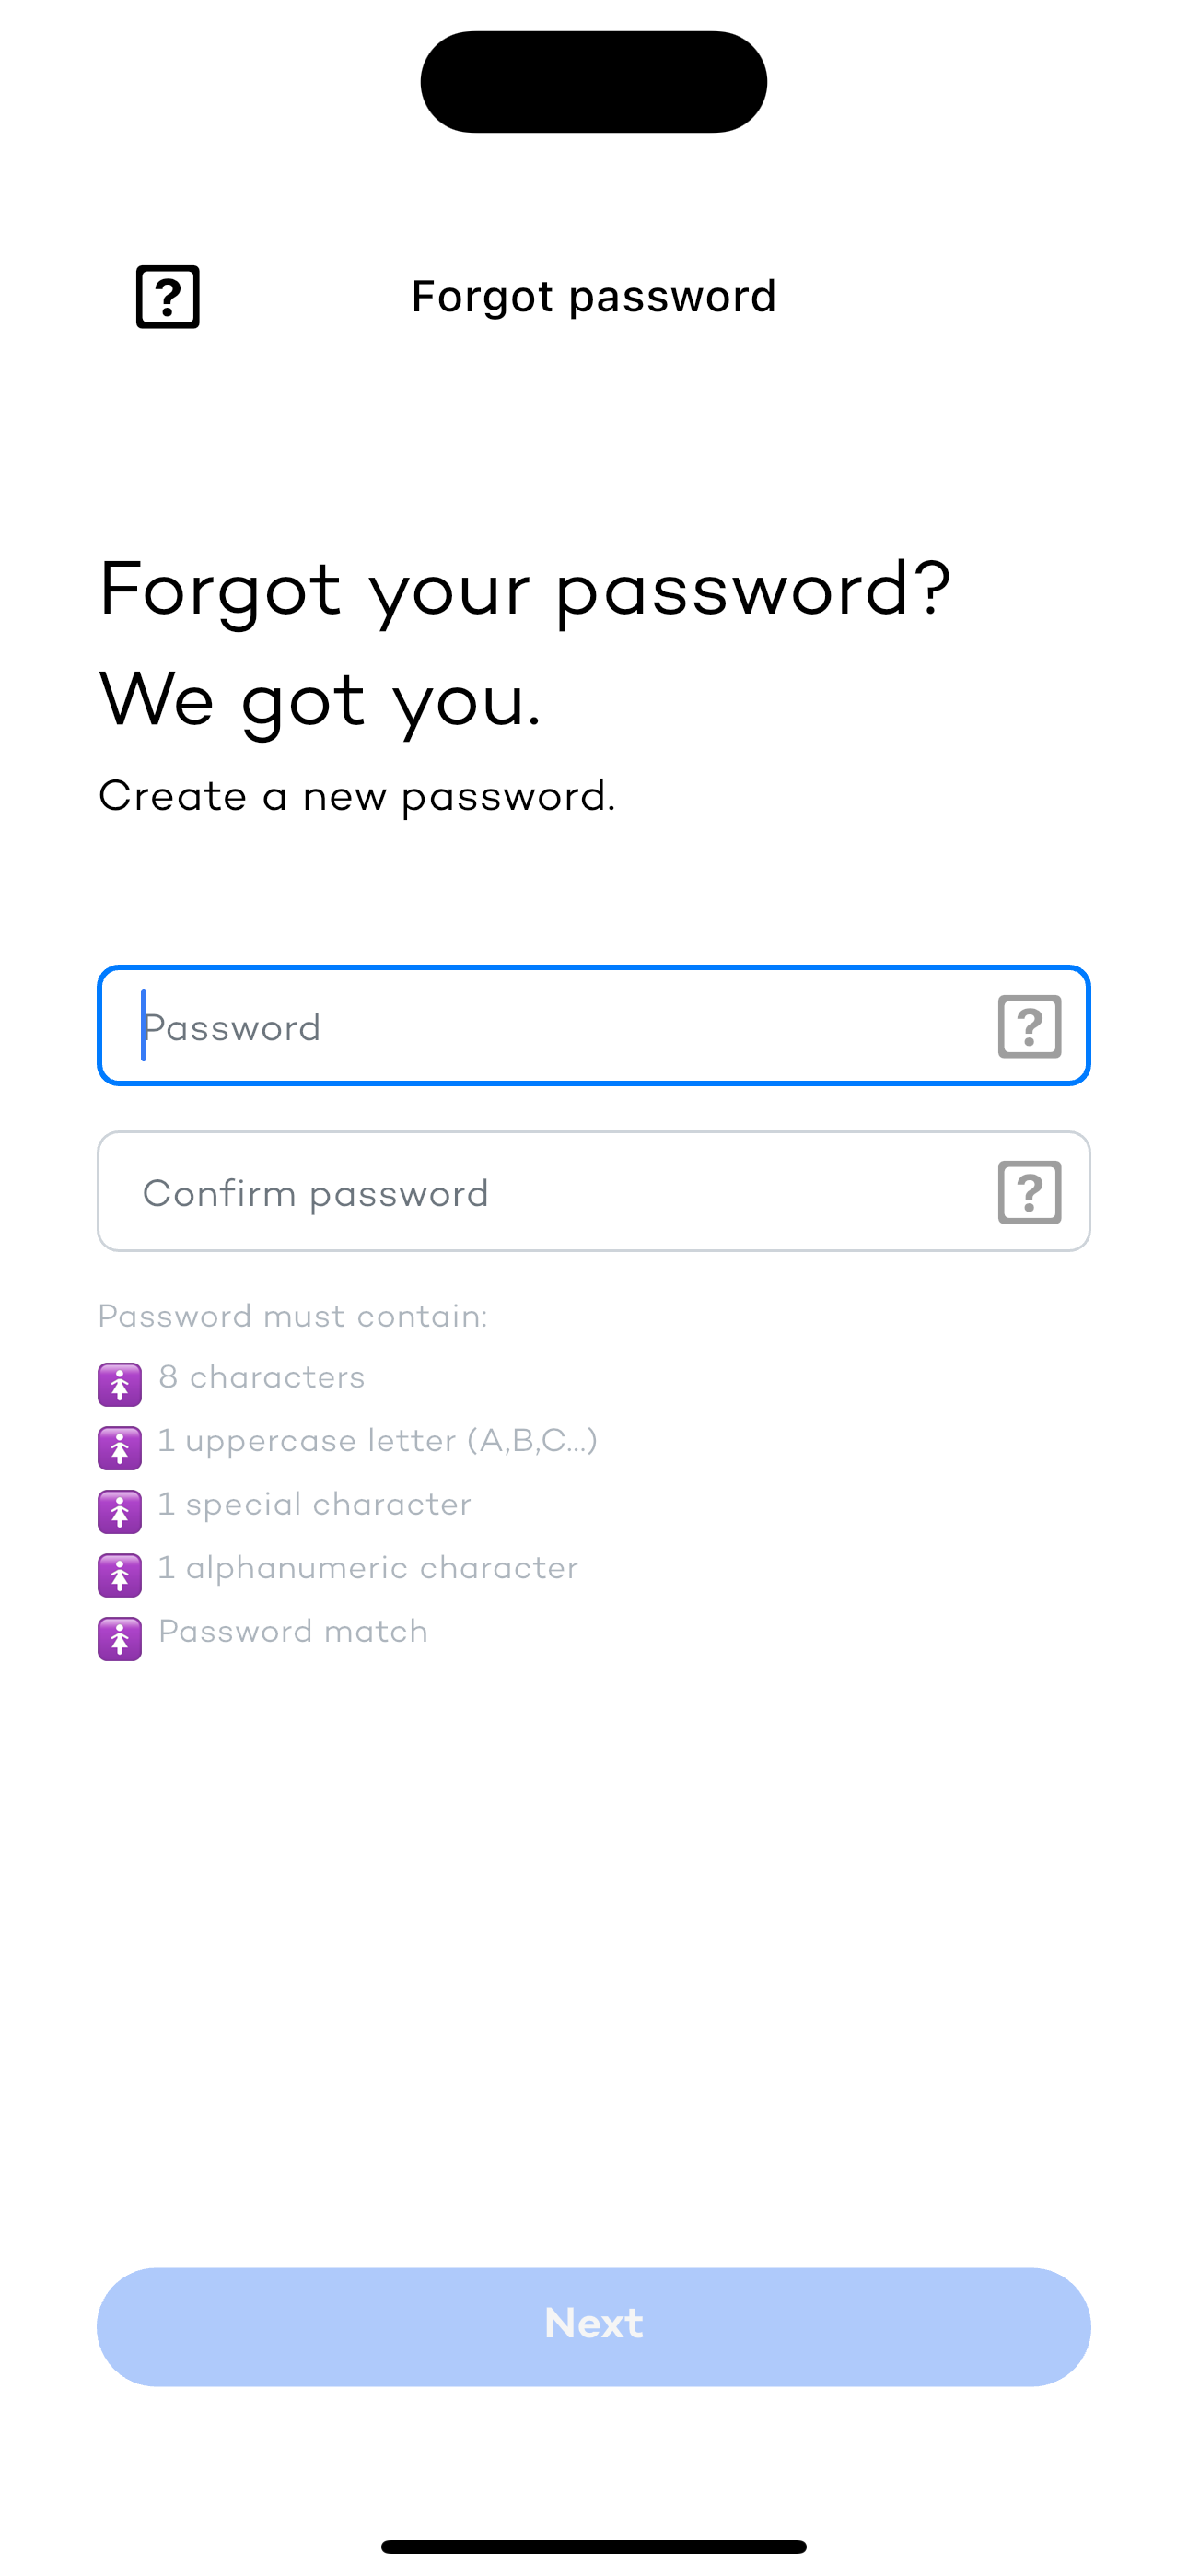 Forgot password
Forgot your password?
We got you.
Create a new password.
Password
Confirm password
Password must contain:
8 characters
1 uppercase letter (A,B,C...)
1 special character
1 alphanumeric character
Password match
Next